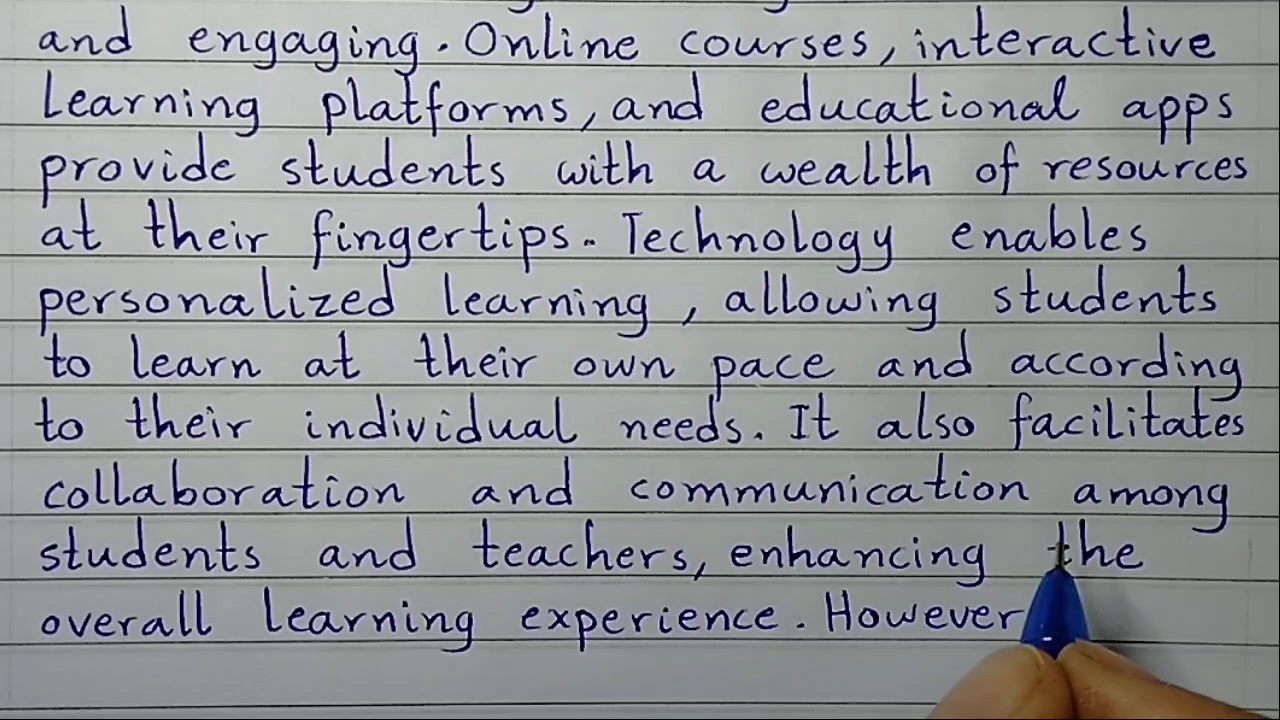 and engaging. Online courses, interactive
learning platforms, and educational apps
provide students with a wealth of resources
at their fingertips. Technology enables
personalized learning, allowing students
to learn at their own pace and according
to their individual needs. It also facilitates
collaboration and communication among
students and teachers, enhancing the
overall learning experience. However